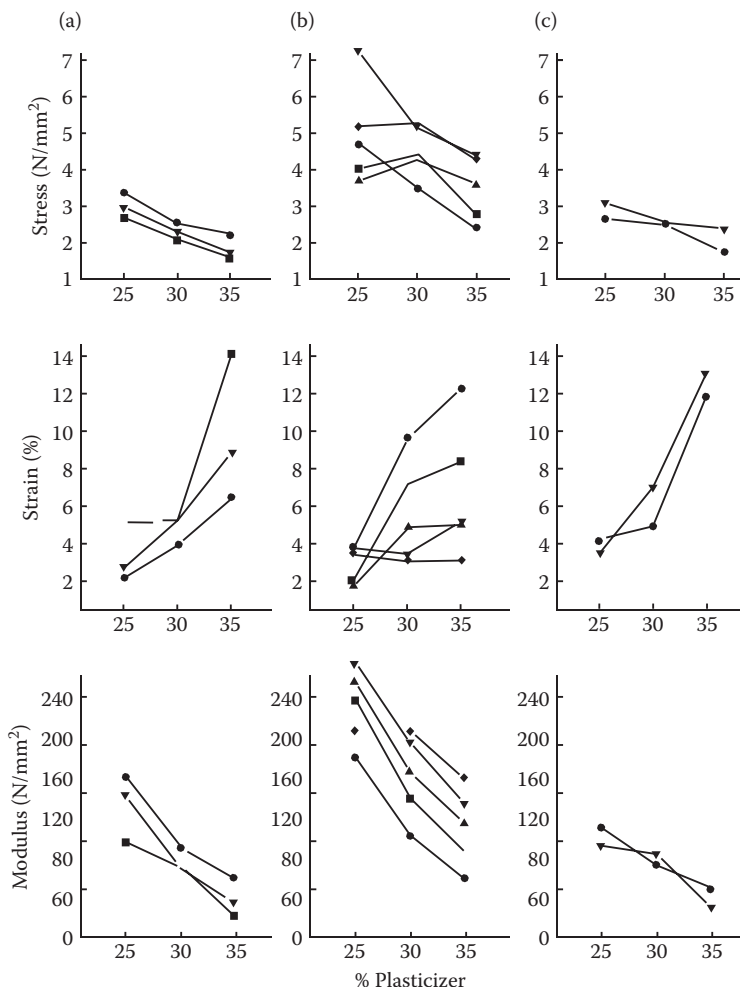 (a) (b) (c)
Stress (N/mm²)
7 7 7
6 6 6
5 5 5
4 4 4
3 3 3
2 2 2
1 1 1
25 30 35 25 30 35 25 30 35
Strain (%)
14 14 14
12 12 12
10 10 10
8 8 8
6 6 6
4 4 4
2 2 2
25 30 35 25 30 35 25 30 35
Modulus (N/mm²)
240 240 240
200 200 200
160 160 160
120 120 120
80 80 80
60 60 60
0 0 0
25 30 35 25 30 35 25 30 35
% Plasticizer